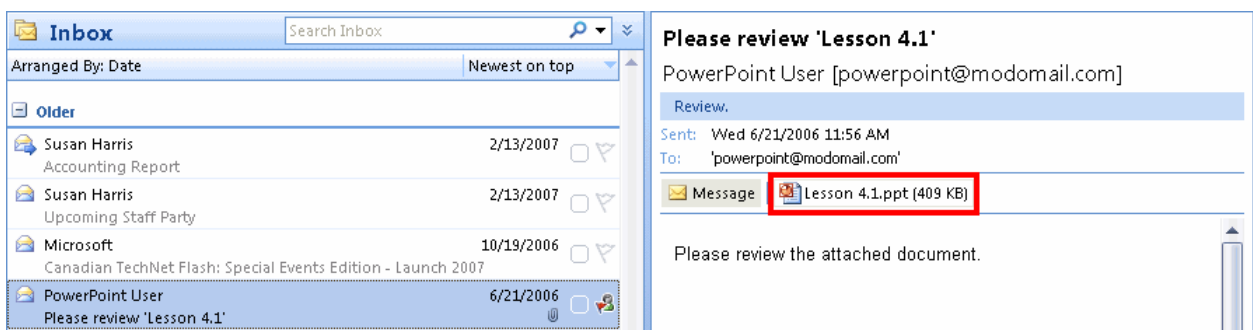 Inbox
Search Inbox
Arranged By: Date
Newest on top
Older
Susan Harris
2/13/2007
Accounting Report
Susan Harris
2/13/2007
Upcoming Staff Party
Microsoft
10/19/2006
Canadian TechNet Flash: Special Events Edition - Launch 2007
PowerPoint User
6/21/2006
Please review 'Lesson 4.1'
Please review 'Lesson 4.1'
PowerPoint User [powerpoint@modomail.com]
Review.
Sent: Wed 6/21/2006 11:56 AM
To: 'powerpoint@modomail.com'
Message
Lesson 4.1.ppt (409 KB)
Please review the attached document.